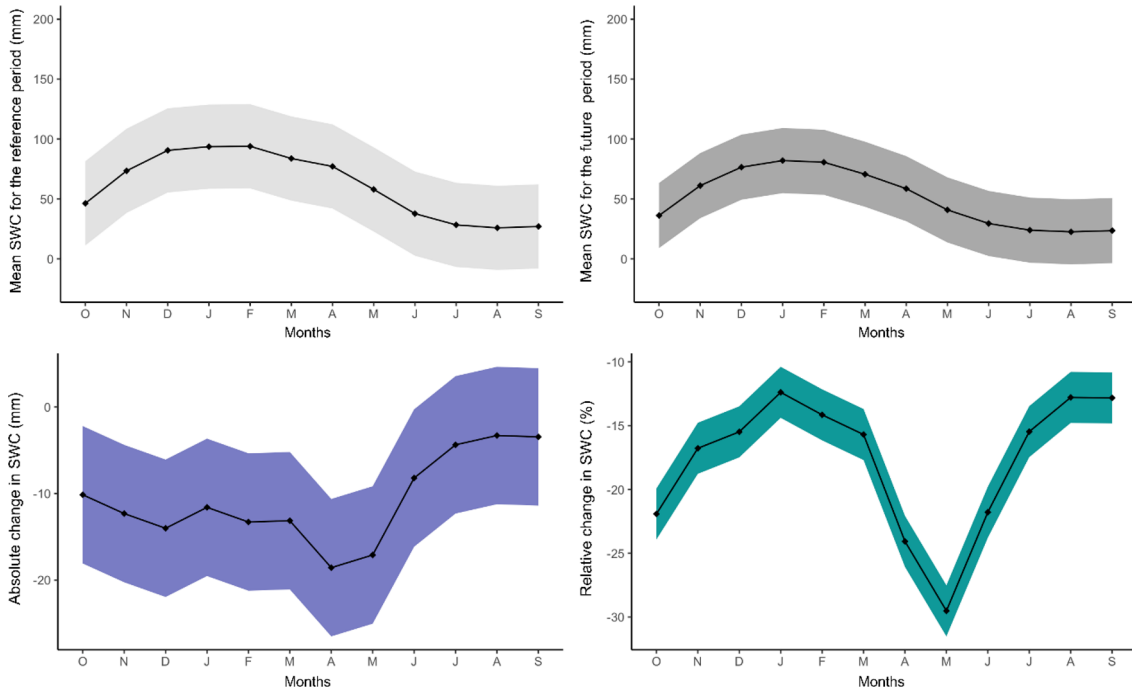 Mean SWC for the reference period (mm)
200
150
100
50
0
O N D J F M A M J J A S
Months
Mean SWC for the future period (mm)
200
150
100
50
0
O N D J F M A M J J A S
Months
Absolute change in SWC (mm)
0
-10
-20
O N D J F M A M J J A S
Months
Relative change in SWC (%)
-10
-15
-20
-25
-30
O N D J F M A M J J A S
Months